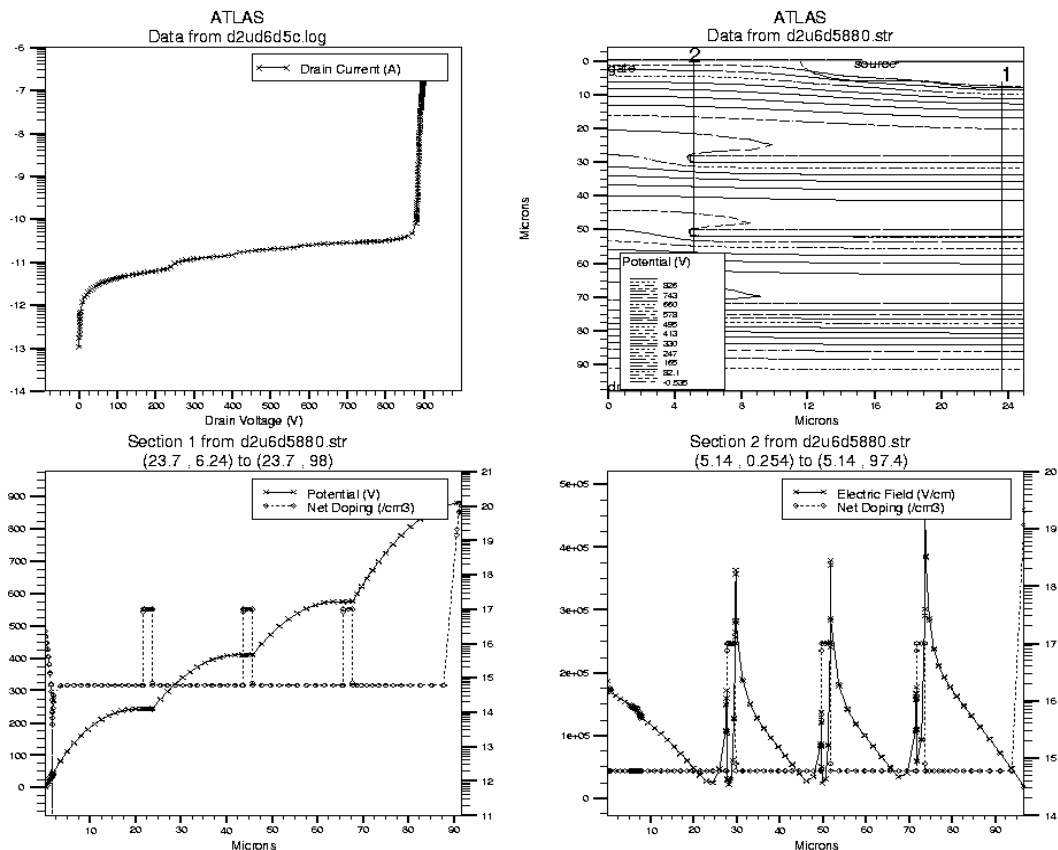 ATLAS
Data from d2ud6d5c.log
-6
-7
-8
-9
-10
-11
-12
-13
-14
Drain Current (A)
0 100 200 300 400 500 600 700 800 900
Drain Voltage (V)
ATLAS
Data from d2u6d5880.str
0
10
20
30
40
50
60
70
80
90
Microns
gate
2
source
1
Potential (V)
826
743
660
578
495
413
330
247
165
82.1
-0.535
0 4 8 12 16 20 24
Microns
Section 1 from d2u6d5880.str
(23.7 , 6.24) to (23.7 , 98)
900
800
700
600
500
400
300
200
100
0
Potential (V)
Net Doping (/cm3)
21
20
19
18
17
16
15
14
13
12
11
10 20 30 40 50 60 70 80 90
Microns
Section 2 from d2u6d5880.str
(5.14 , 0.254) to (5.14 , 97.4)
5e+05
4e+05
3e+05
2e+05
1e+05
0
Electric Field (V/cm)
Net Doping (/cm3)
20
19
18
17
16
15
14
10 20 30 40 50 60 70 80 90
Microns